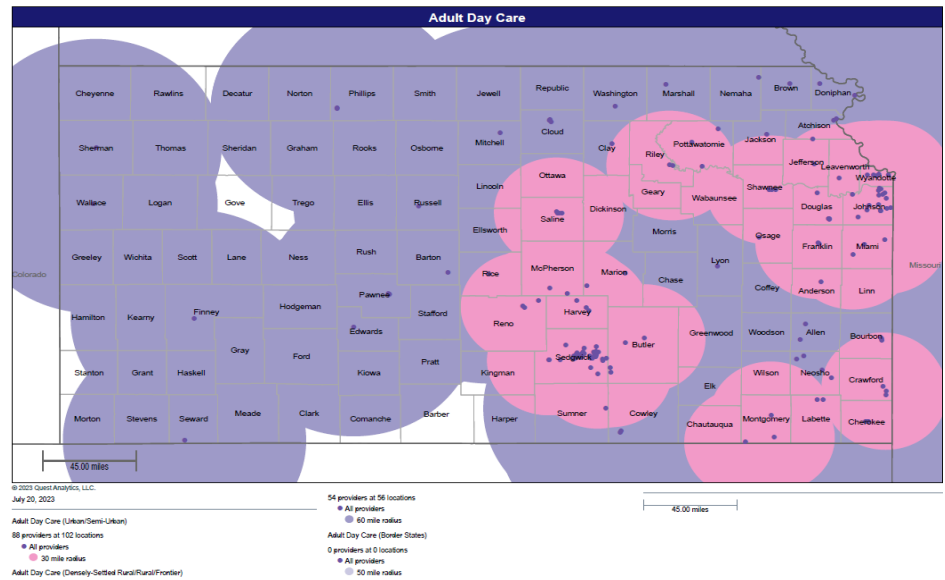 Adult Day Care
Cheyenne Rawlins Decatur Norton Phillips Smith Jewell Republic Washington Marshall Nemaha Brown Doniphan
Atchison
Sherman Thomas Sheridan Graham Rooks Osborne Mitchell Cloud Clay Riley Pottawatomie Jackson
Jefferson Leavenworth
Wyandotte
Lincoln Ottawa Geary Wabaunsee Shawnee
Wallace Logan Gove Trego Ellis Russell Saline Dickinson Douglas Johnson
Ellsworth Morris Osage
Greeley Wichita Scott Lane Ness Rush Barton Lyon Franklin Miami
Colorado Rice McPherson Marion Chase Missouri
Coffey Anderson Linn
Hamilton Kearny Finney Hodgeman Pawnee Stafford Reno Harvey
Edwards Greenwood Woodson Allen Bourbon
Gray Ford Sedgwick Butler
Stanton Grant Haskell Kiowa Pratt Kingman Wilson Neosho Crawford
Elk
Morton Stevens Seward Meade Clark Comanche Barber Harper Sumner Cowley Chautauqua Montgomery Labette Cherokee
45.00 miles
© 2023 Quest Analytics, LLC.
July 20, 2023
Adult Day Care (Urban/Semi-Urban)
88 providers at 102 locations
All providers
30 mile radius
Adult Day Care (Densely-Settled Rural/Rural/Frontier)
54 providers at 56 locations
All providers
60 mile radius
Adult Day Care (Border States)
0 providers at 0 locations
All providers
50 mile radius
45.00 miles